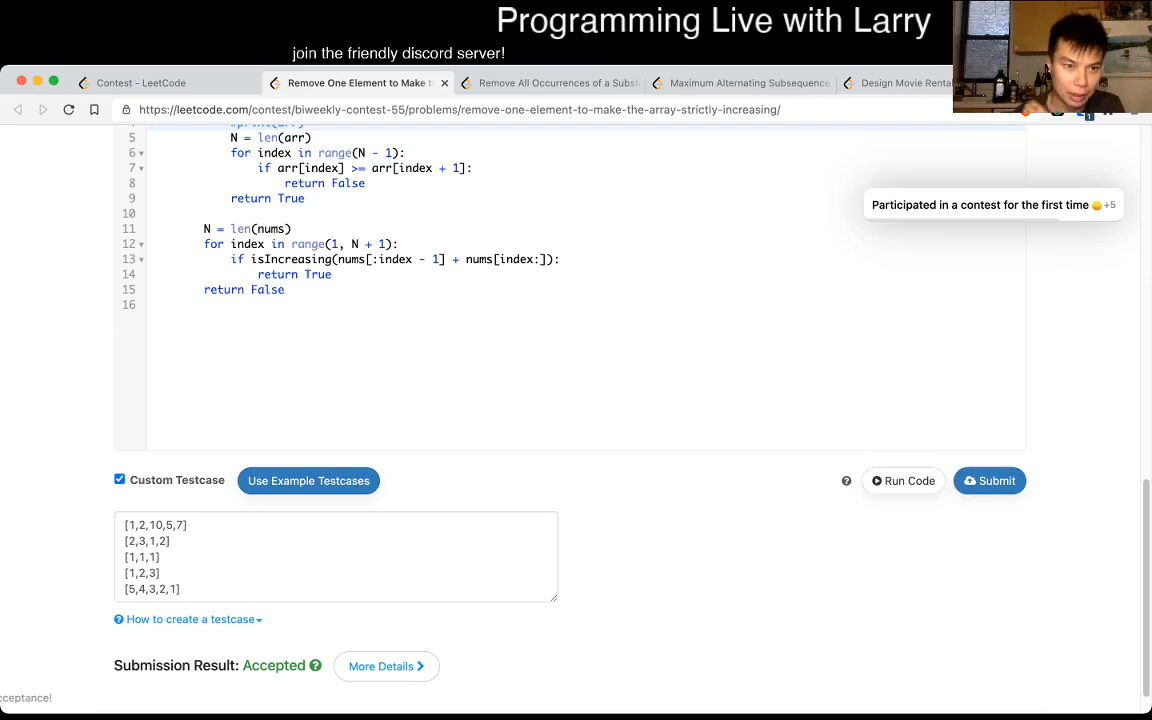 Programming Live with Larry
join the friendly discord server!
Contest - LeetCode
Remove One Element to Make t
Remove All Occurrences of a Subst
Maximum Alternating Subsequence
Design Movie Rental
https://leetcode.com/contest/biweekly-contest-55/problems/remove-one-element-to-make-the-array-strictly-increasing/
#print(arr)
5 N = len(arr)
6 for index in range(N - 1):
7 if arr[index] >= arr[index + 1]:
8 return False
9 return True
10
11 N = len(nums)
12 for index in range(1, N + 1):
13 if isIncreasing(nums[:index - 1] + nums[index:]):
14 return True
15 return False
16
Participated in a contest for the first time +5
Custom Testcase
Use Example Testcases
Run Code
Submit
[1,2,10,5,7]
[2,3,1,2]
[1,1,1]
[1,2,3]
[5,4,3,2,1]
How to create a testcase
Submission Result: Accepted
More Details
cceptance!